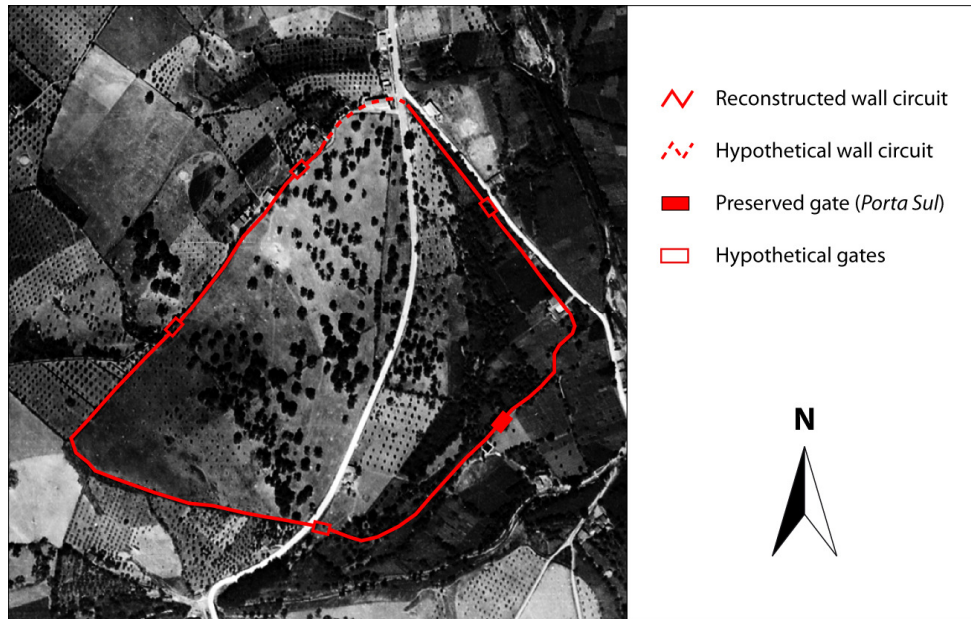 Reconstructed wall circuit
Hypothetical wall circuit
Preserved gate (Porta Sul)
Hypothetical gates
N